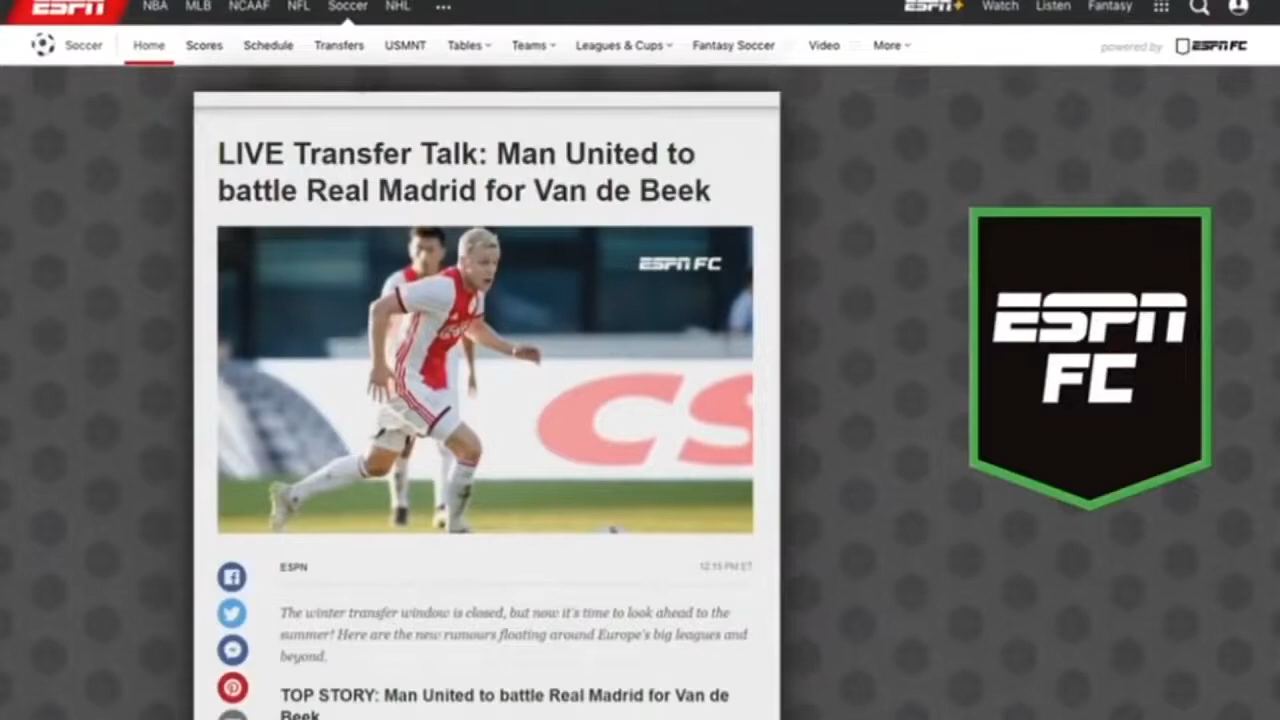 ESPN NBA MLB NCAAF NFL Soccer NHL ... ESPN+ Watch Listen Fantasy
Soccer Home Scores Schedule Transfers USMNT Tables Teams Leagues & Cups Fantasy Soccer Video More powered by ESPN FC
LIVE Transfer Talk: Man United to
battle Real Madrid for Van de Beek
ESPN FC
CS
ESPN
FC
ESPN 12:15 PM ET
The winter transfer window is closed, but now it's time to look ahead to the
summer! Here are the new rumours floating around Europe's big leagues and
beyond.
TOP STORY: Man United to battle Real Madrid for Van de
Beek